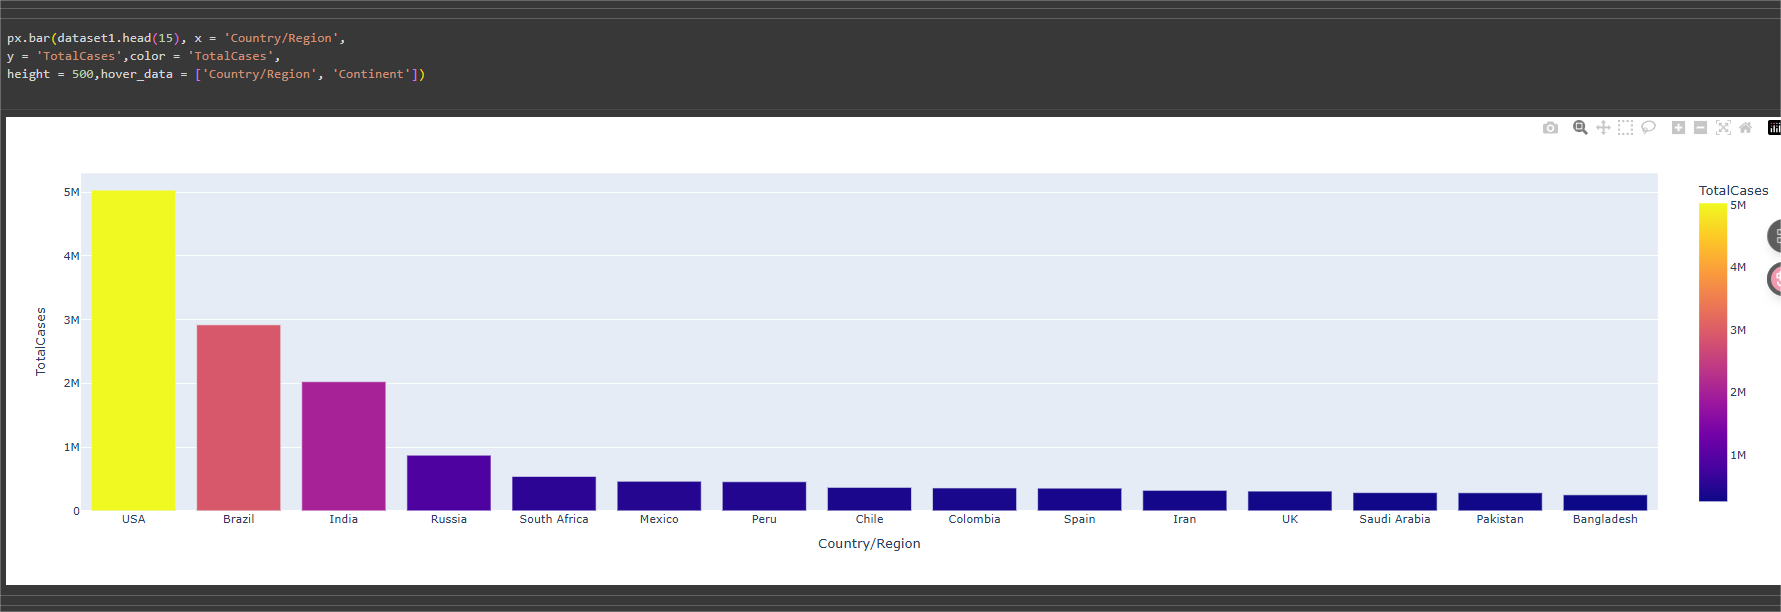 px.bar(dataset1.head(15), x = 'Country/Region',
y = 'TotalCases',color = 'TotalCases',
height = 500,hover_data = ['Country/Region', 'Continent'])
TotalCases
5M
4M
3M
2M
1M
0
USA Brazil India Russia South Africa Mexico Peru Chile Colombia Spain Iran UK Saudi Arabia Pakistan Bangladesh
Country/Region
TotalCases
5M
4M
3M
2M
1M